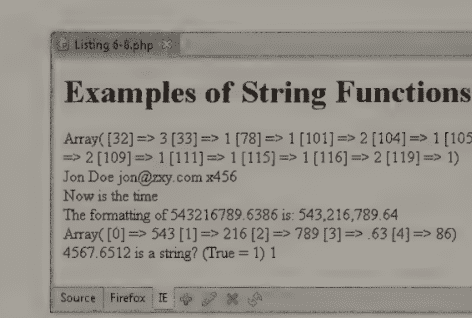 Listing 6-8.php
Examples of String Functions
Array( [32] => 3 [33] => 1 [78] => 1 [101] => 2 [104] => 1 [105
=> 2 [109] => 1 [111] => 1 [115] => 1 [116] => 2 [119] => 1)
Jon Doe jon@zxy.com x456
Now is the time
The formatting of 543216789.6386 is: 543,216,789.64
Array( [0] => 543 [1] => 216 [2] => 789 [3] => .63 [4] => 86)
4567.6512 is a string? (True = 1) 1
Source Firefox IE